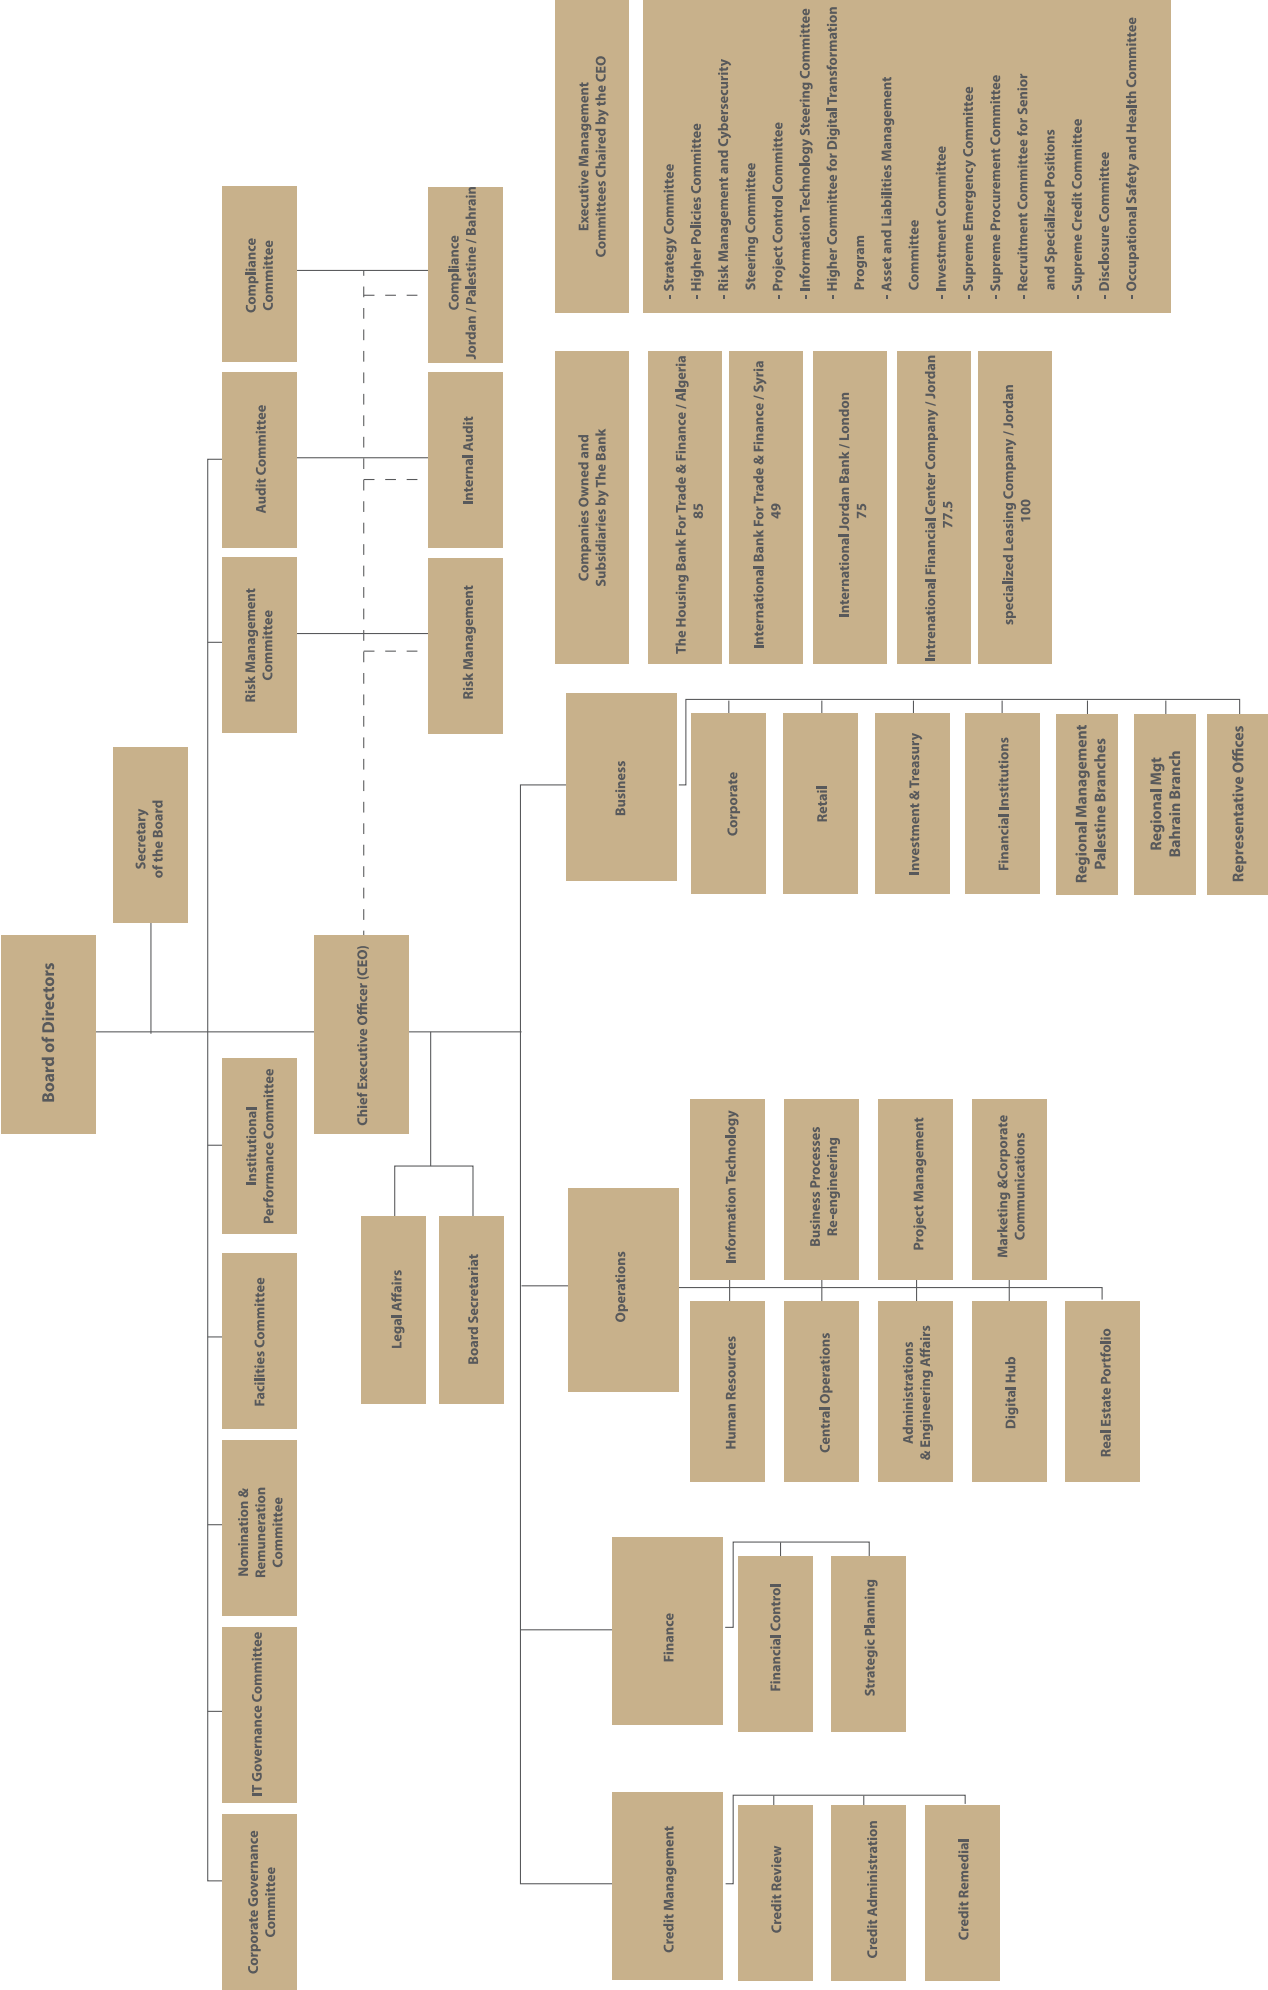 Board of Directors
Secretary
of the Board
Corporate Governance
Committee
IT Governance Committee
Nomination &
Remuneration
Committee
Facilities Committee
Institutional
Performance Committee
Risk Management
Committee
Audit Committee
Compliance
Committee
Chief Executive Officer (CEO)
Legal Affairs
Board Secretariat
Risk Management
Internal Audit
Compliance
Jordan / Palestine / Bahrain
Credit Management
Credit Review
Credit Administration
Credit Remedial
Finance
Financial Control
Strategic Planning
Operations
Human Resources
Information Technology
Central Operations
Business Processes
Re-engineering
Administrations
& Engineering Affairs
Project Management
Digital Hub
Marketing &Corporate
Communications
Real Estate Portfolio
Business
Corporate
Retail
Investment & Treasury
Financial Institutions
Regional Management
Palestine Branches
Regional Mgt
Bahrain Branch
Representative Offices
Companies Owned and
Subsidiaries by The Bank
The Housing Bank For Trade & Finance / Algeria
85
International Bank For Trade & Finance / Syria
49
International Jordan Bank / London
75
Intrenational Financial Center Company / Jordan
77.5
specialized Leasing Company / Jordan
100
Executive Management
Committees Chaired by the CEO
- Strategy Committee
- Higher Policies Committee
- Risk Management and Cybersecurity
Steering Committee
- Project Control Committee
- Information Technology Steering Committee
- Higher Committee for Digital Transformation
Program
- Asset and Liabilities Management
Committee
- Investment Committee
- Supreme Emergency Committee
- Supreme Procurement Committee
- Recruitment Committee for Senior
and Specialized Positions
- Supreme Credit Committee
- Disclosure Committee
- Occupational Safety and Health Committee